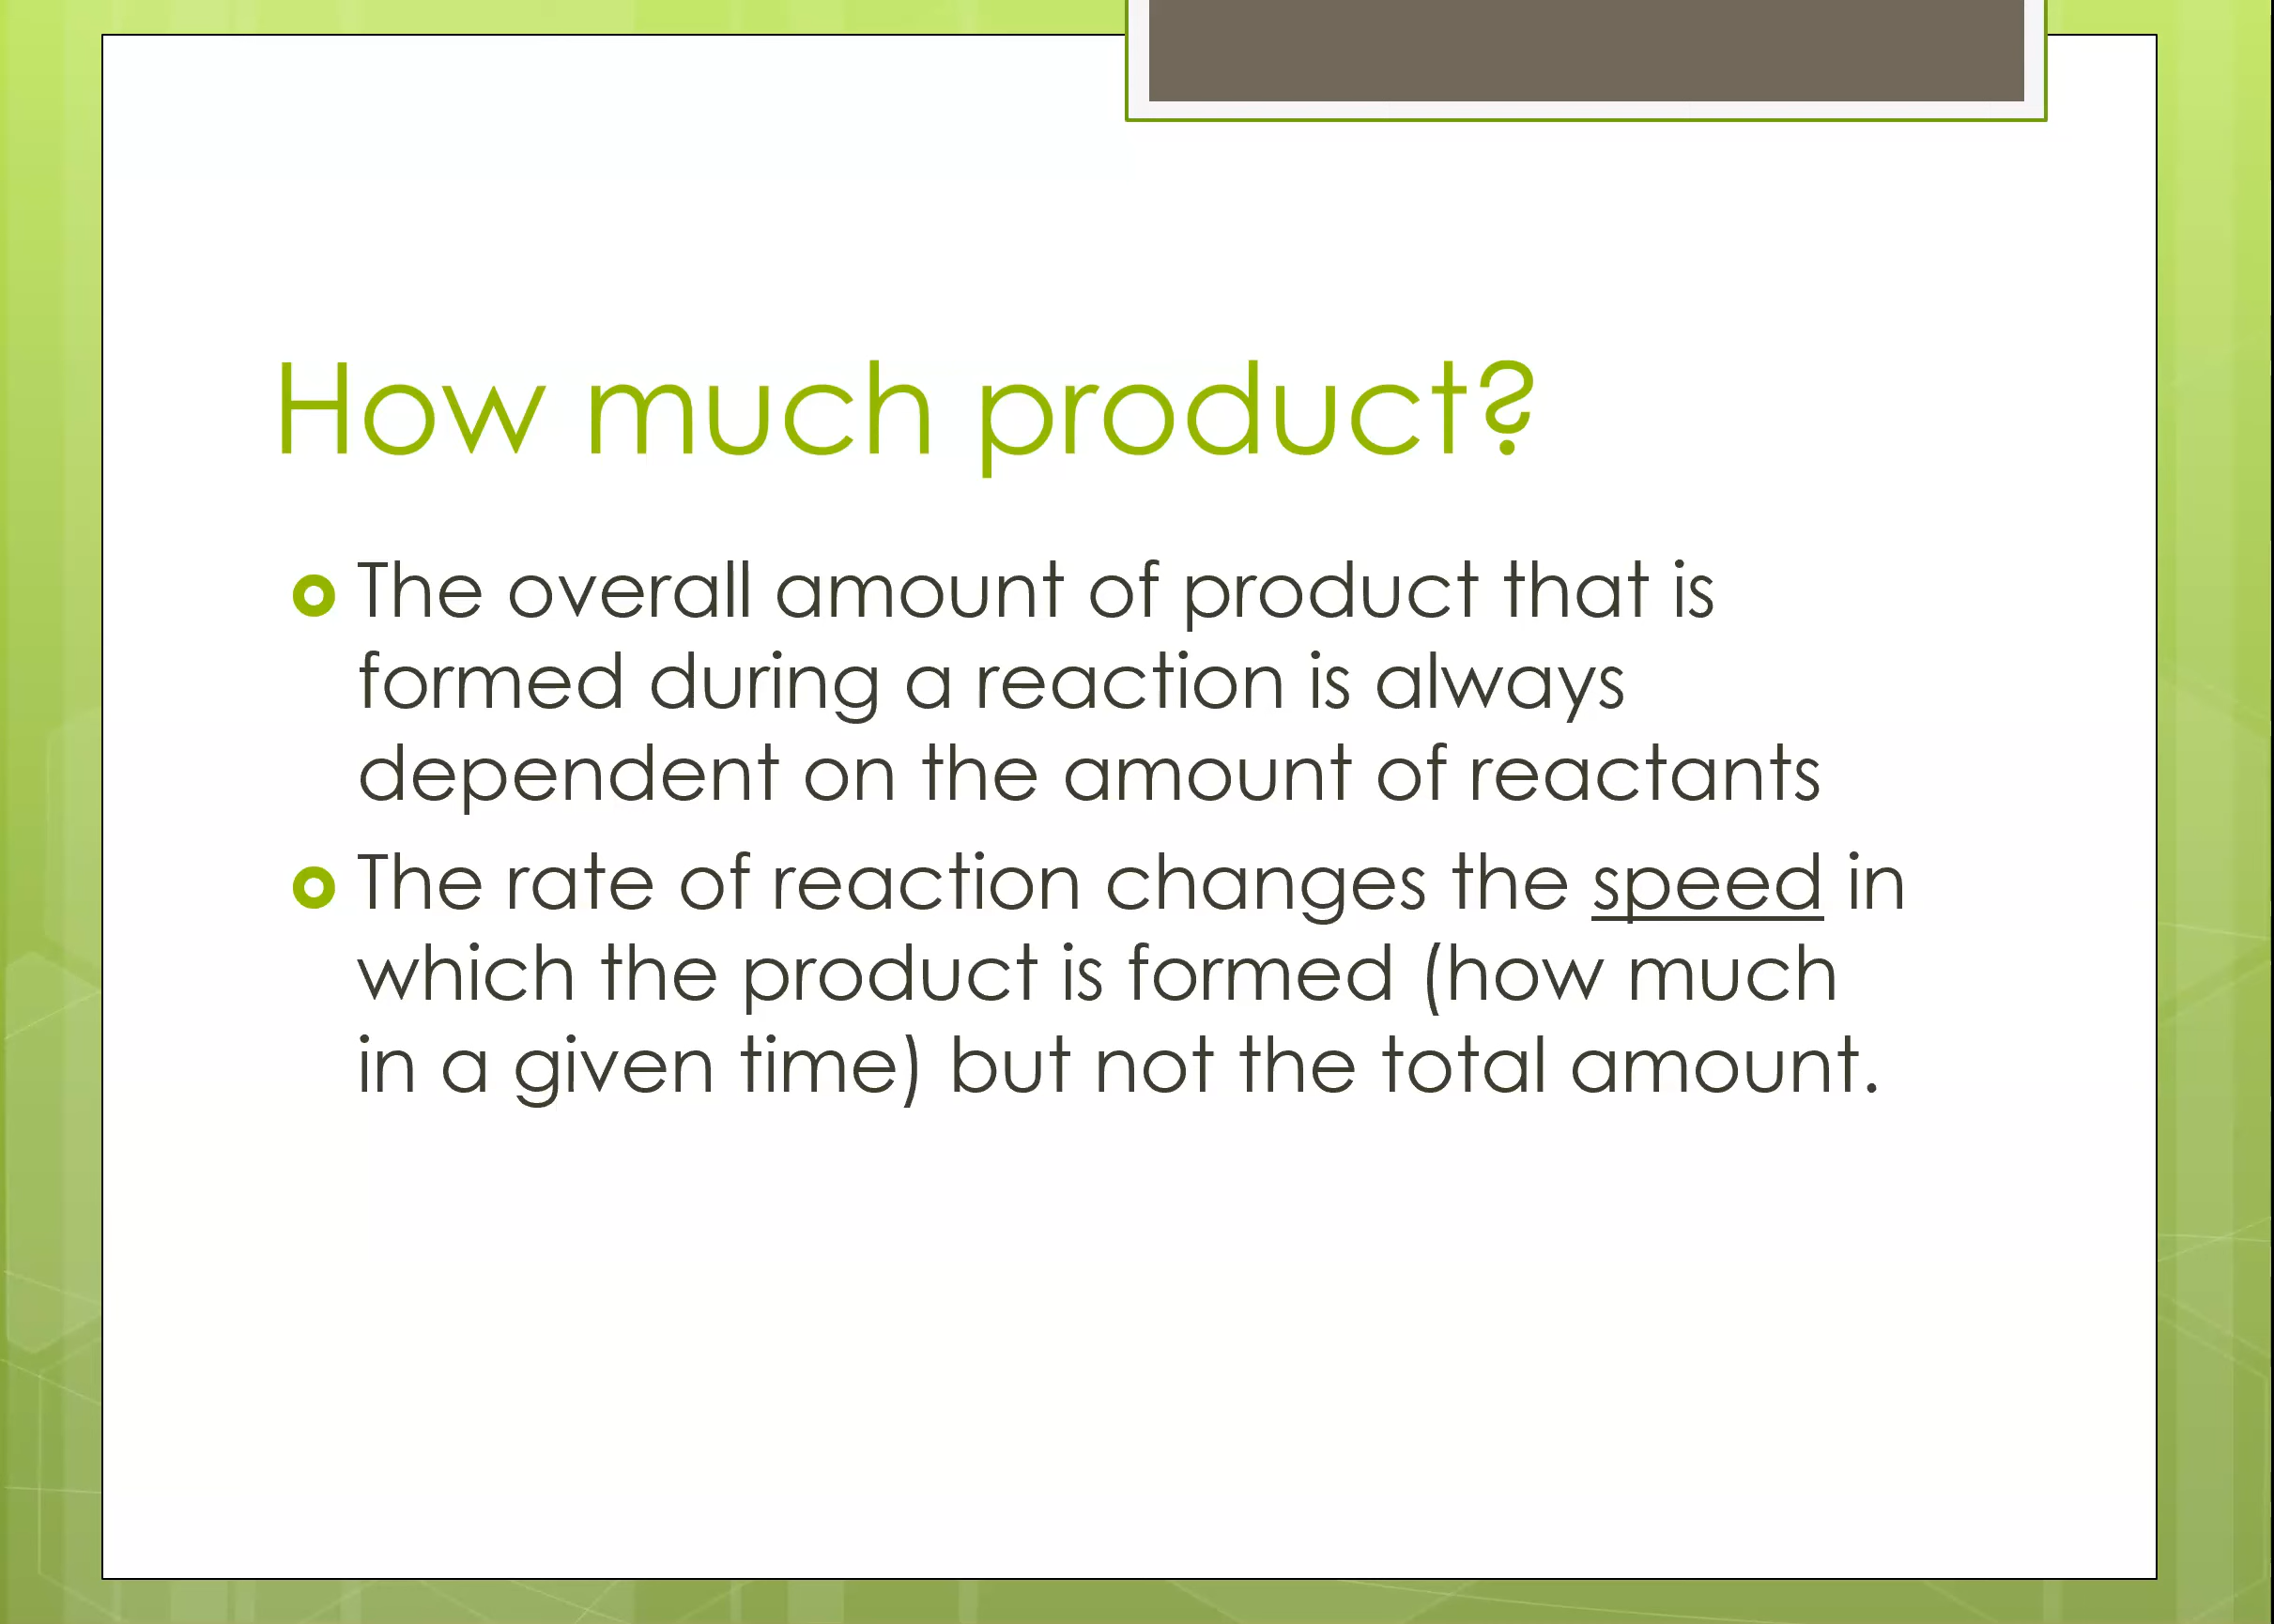 How much product?
The overall amount of product that is
formed during a reaction is always
dependent on the amount of reactants
The rate of reaction changes the speed in
which the product is formed (how much
in a given time) but not the total amount.